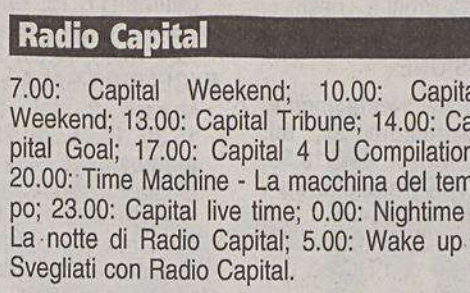 Radio Capital
7.00: Capital Weekend; 10.00: Capita
Weekend; 13.00: Capital Tribune; 14.00: Ca
pital Goal; 17.00: Capital 4 U Compilation
20.00: Time Machine - La macchina del tem
po; 23.00: Capital live time; 0.00: Nightime
La notte di Radio Capital; 5.00: Wake up
Svegliati con Radio Capital.